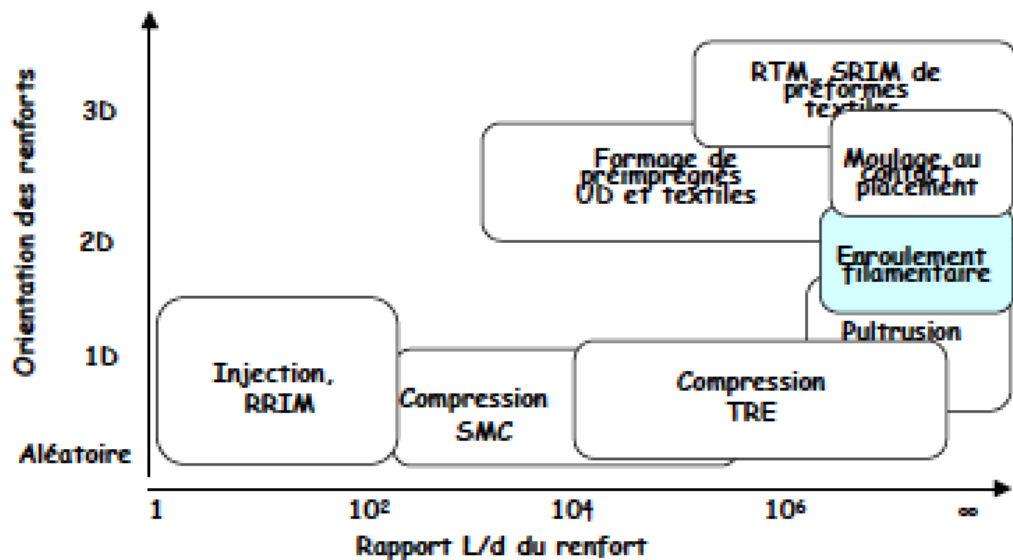 Orientation des renforts
3D
2D
1D
Aléatoire
RTM, SRIM de
préformes
textiles
Formage de
préimprégnés
UD et textiles
Moulage au
contact,
placement
Enroulement
filamentaire
Pultrusion
Injection,
RRIM
Compression
SMC
Compression
TRE
1
10²
10⁴
10⁶
∞
Rapport L/d du renfort